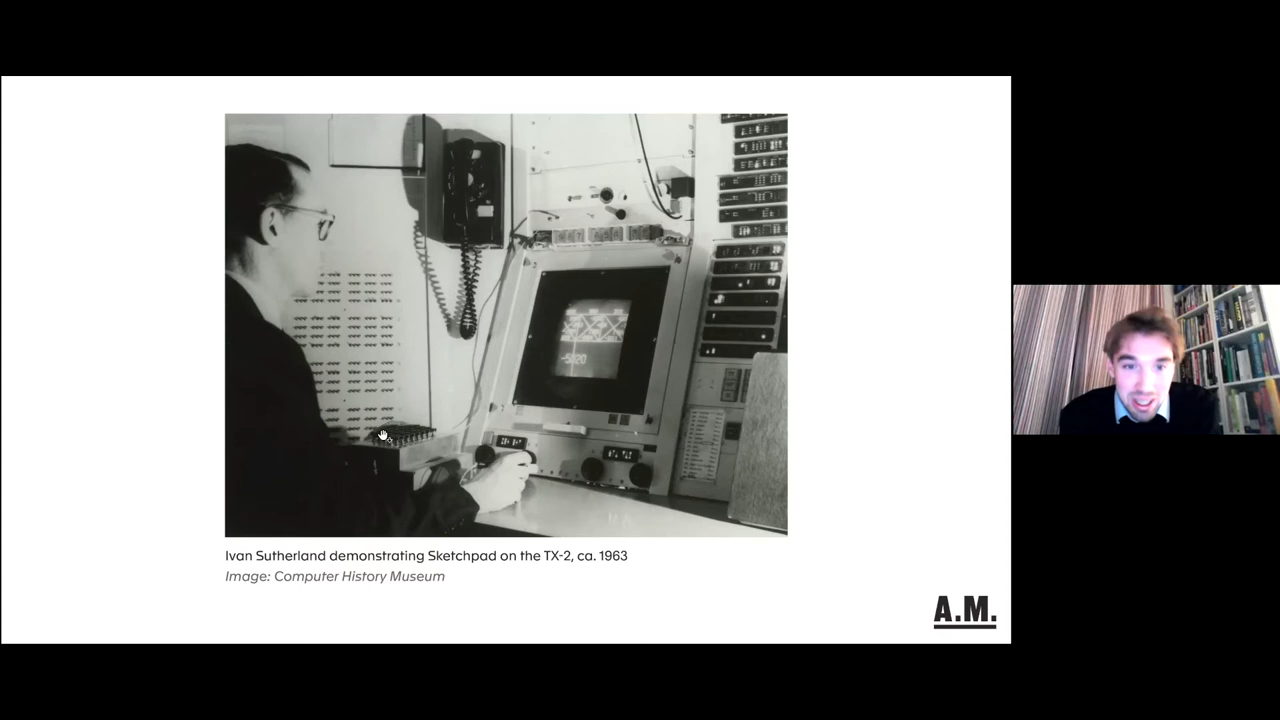 Ivan Sutherland demonstrating Sketchpad on the TX-2, ca. 1963
Image: Computer History Museum
A.M.